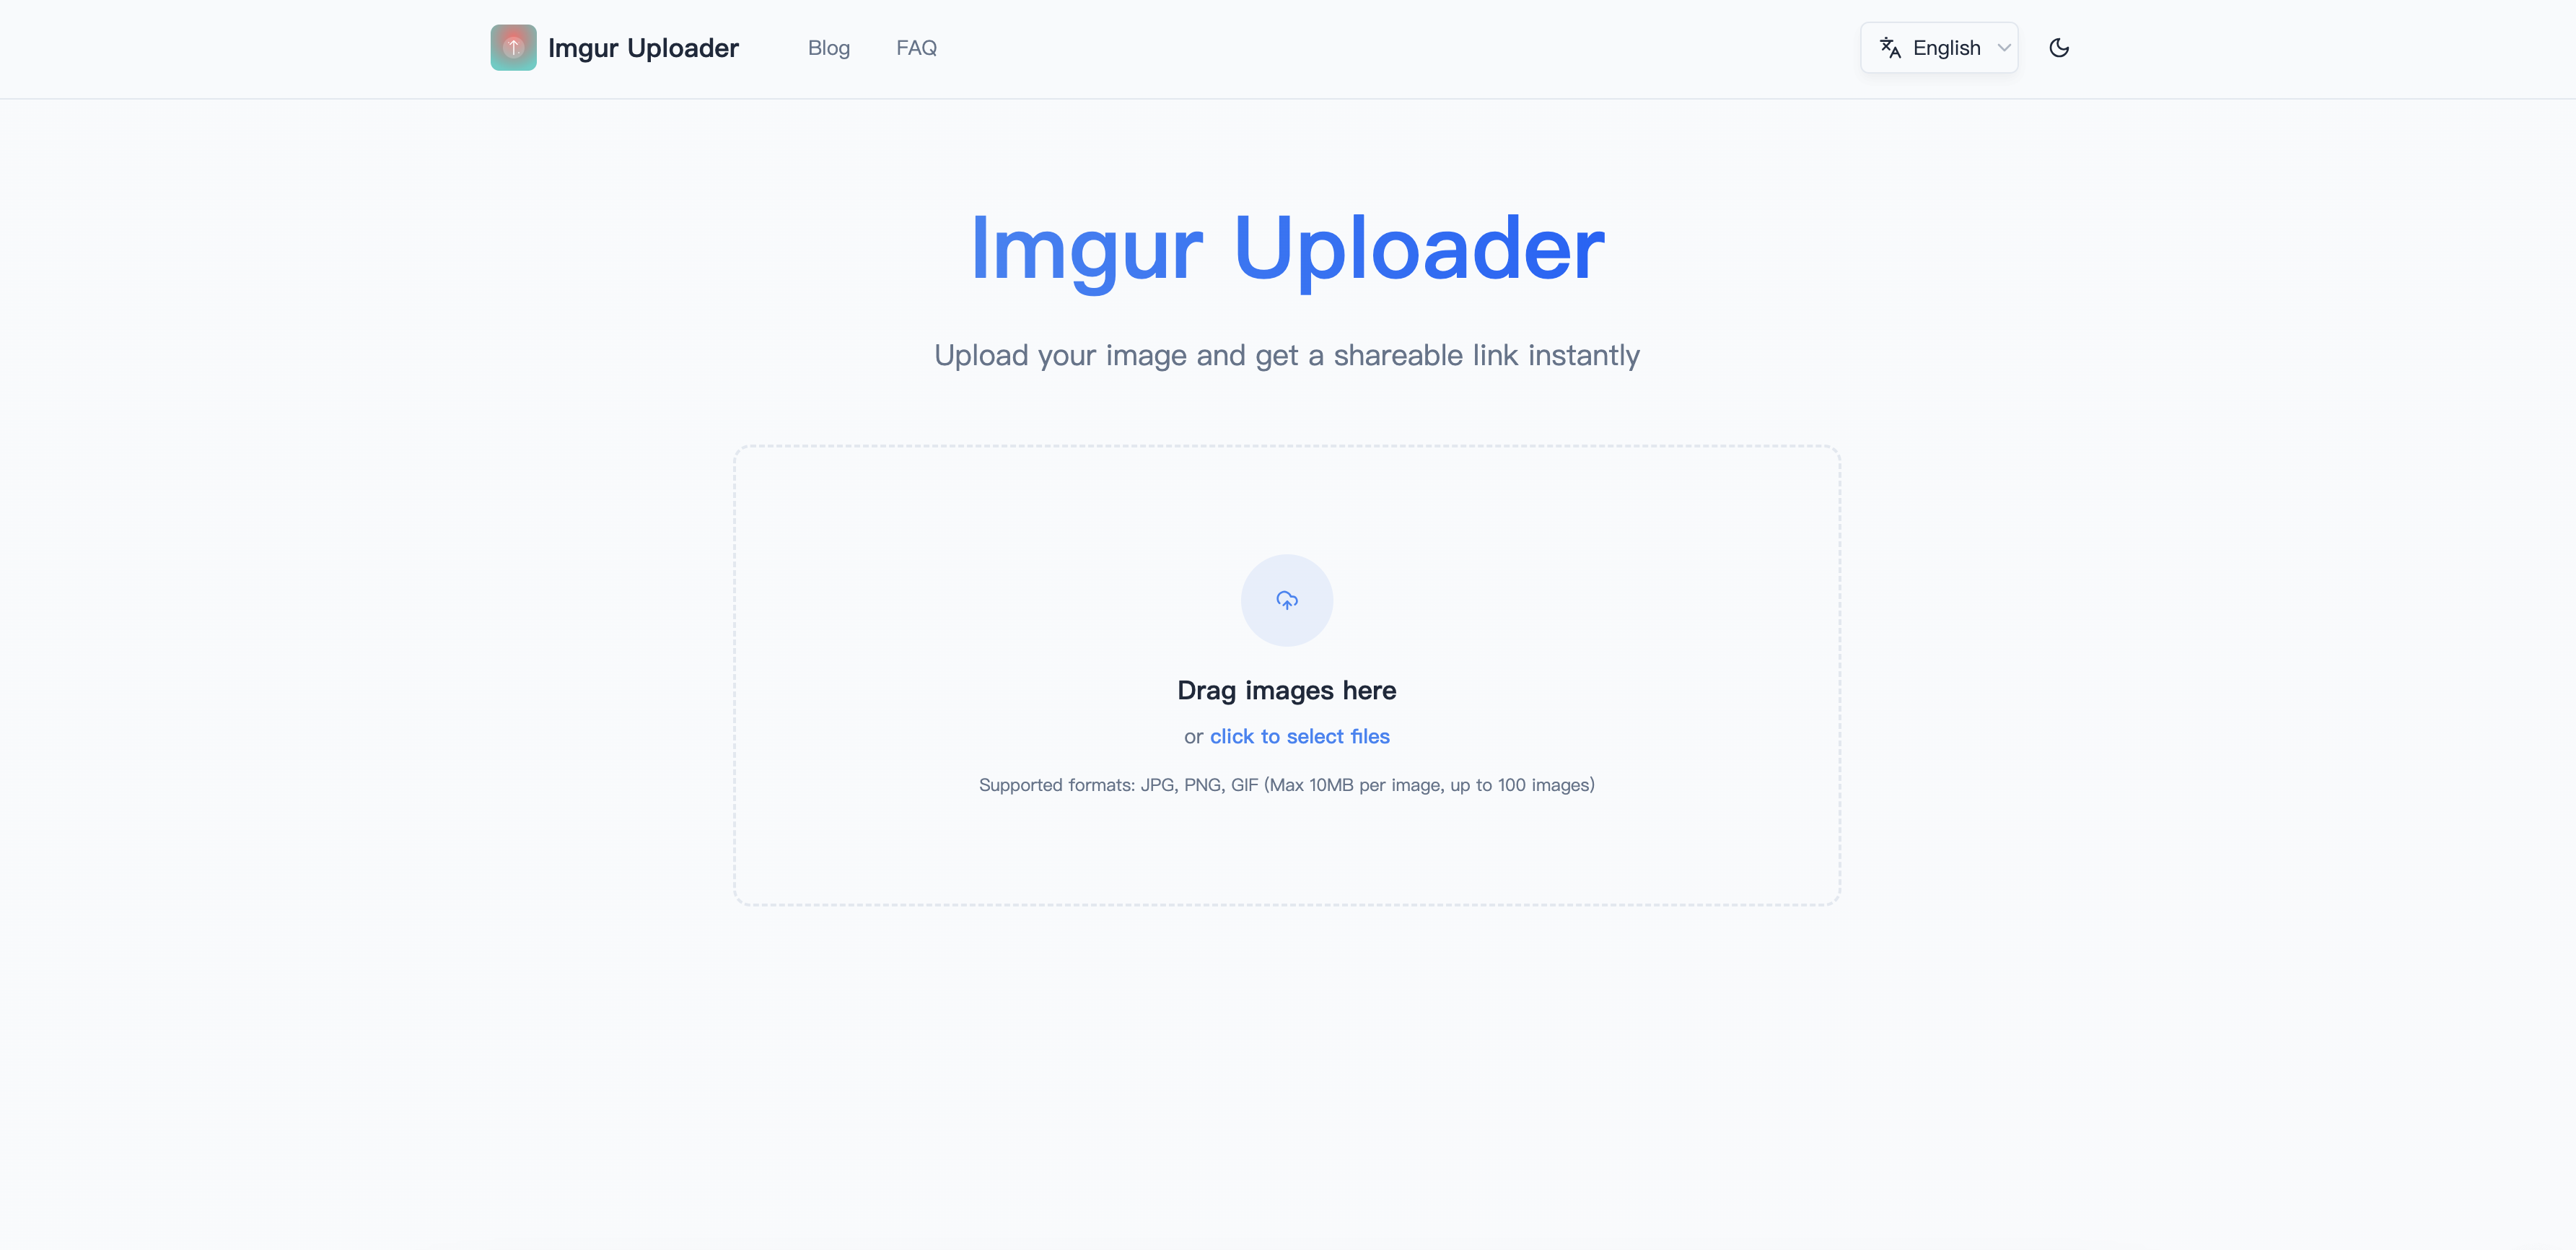 Imgur Uploader
Blog
FAQ
English
Imgur Uploader
Upload your image and get a shareable link instantly
Drag images here
or click to select files
Supported formats: JPG, PNG, GIF (Max 10MB per image, up to 100 images)